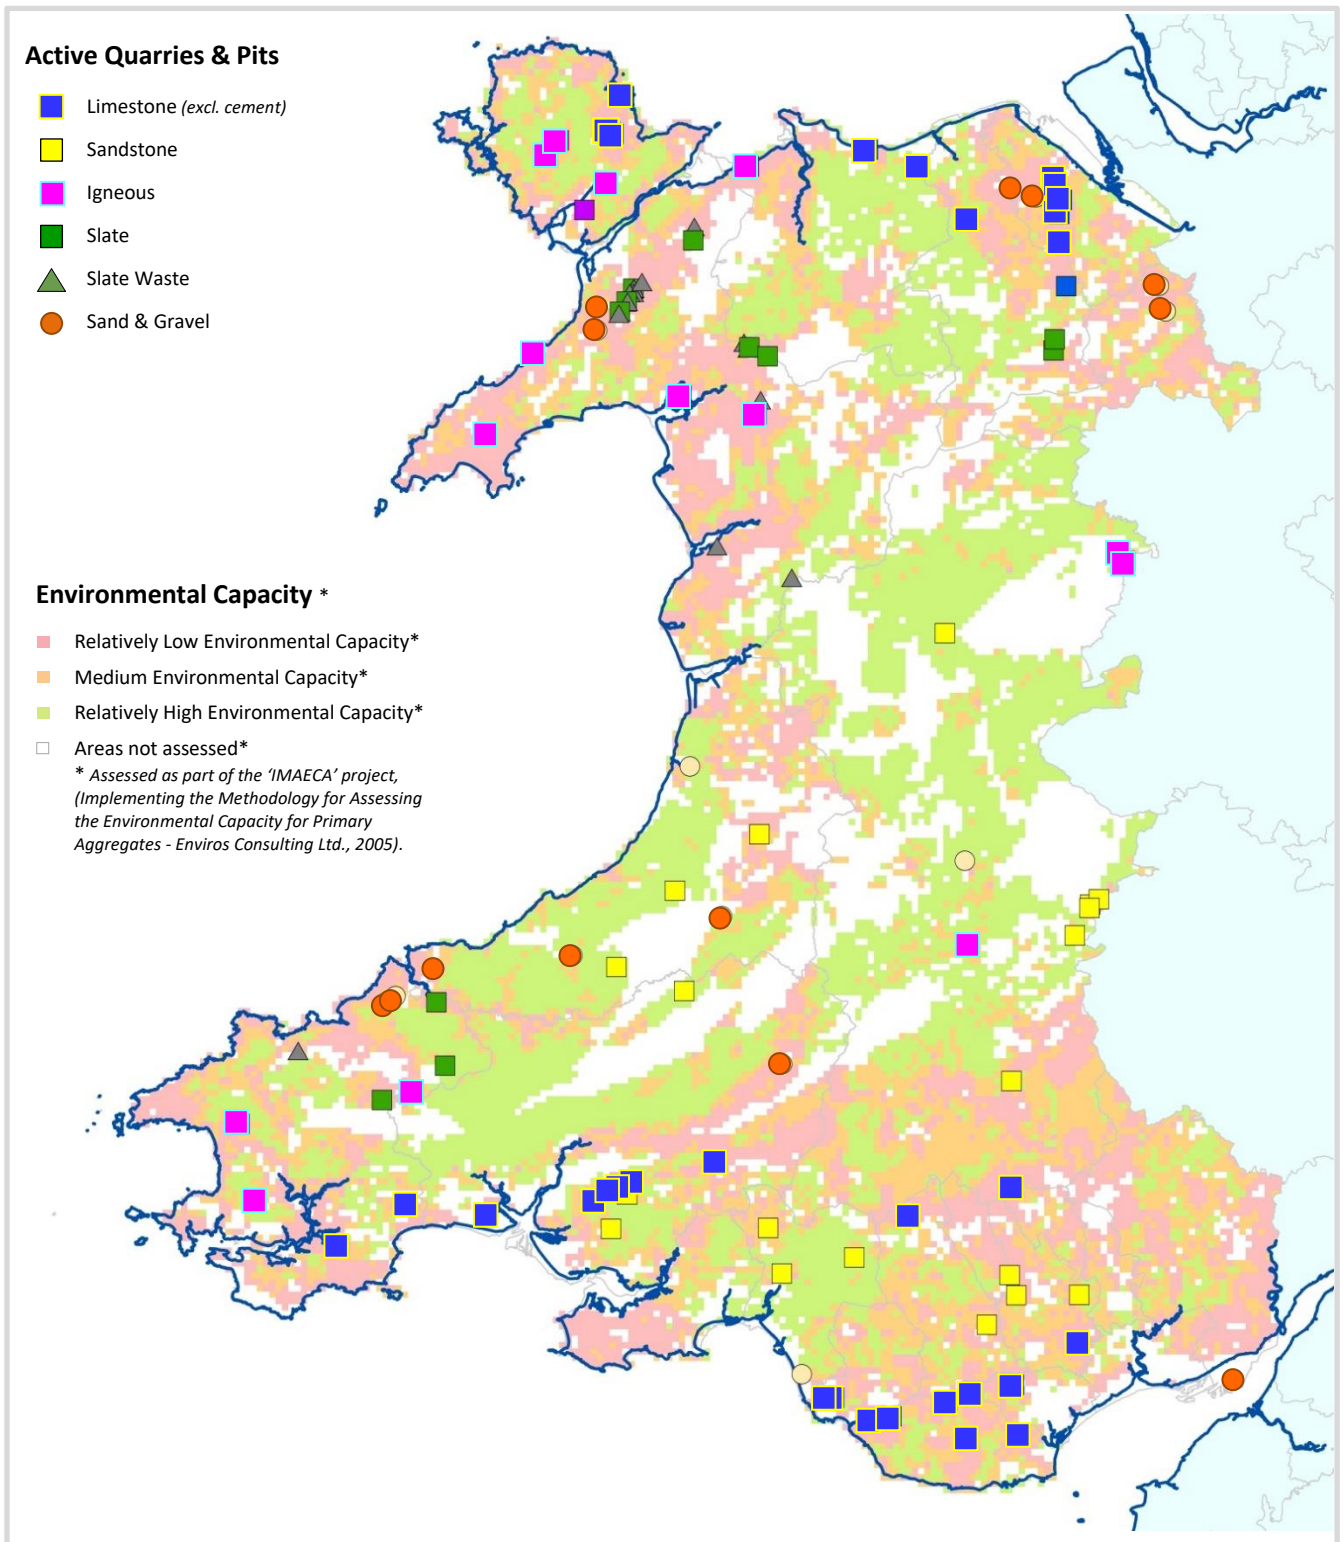 Active Quarries & Pits
Limestone (excl. cement)
Sandstone
Igneous
Slate
Slate Waste
Sand & Gravel
Environmental Capacity *
Relatively Low Environmental Capacity*
Medium Environmental Capacity*
Relatively High Environmental Capacity*
Areas not assessed*
* Assessed as part of the ‘IMAECA’ project,
(Implementing the Methodology for Assessing
the Environmental Capacity for Primary
Aggregates - Enviros Consulting Ltd., 2005).